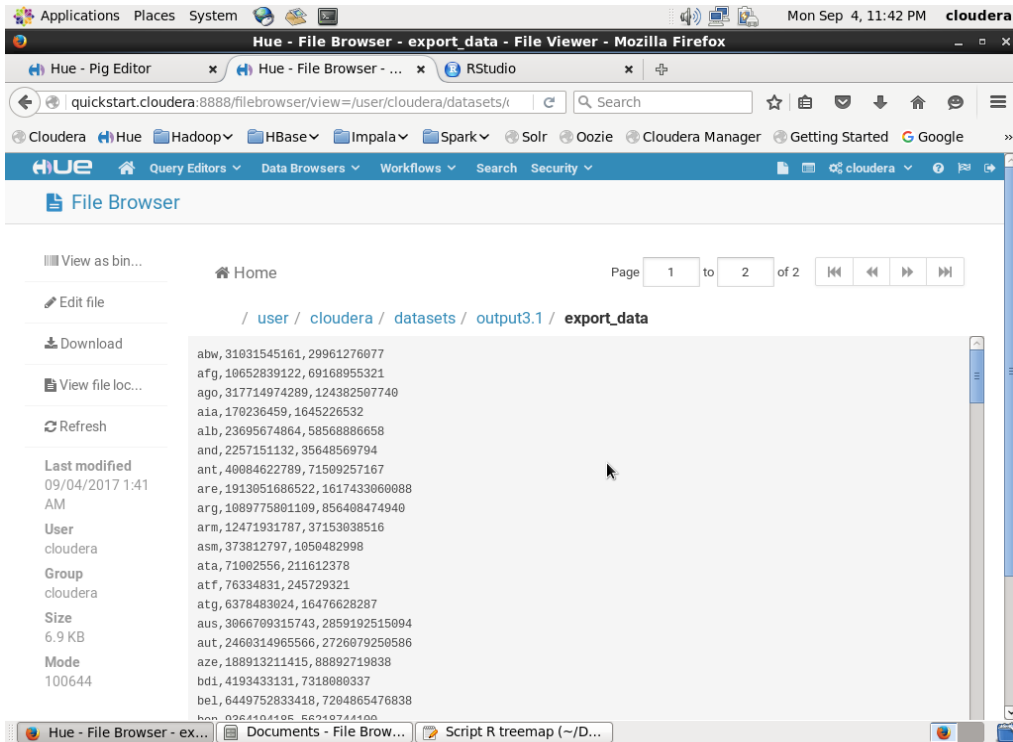 Applications Places System
Mon Sep 4, 11:42 PM cloudera
Hue - File Browser - export_data - File Viewer - Mozilla Firefox
Hue - Pig Editor
Hue - File Browser - ...
RStudio
quickstart.cloudera:8888/filebrowser/view=/user/cloudera/datasets/
Search
Cloudera Hue Hadoop HBase Impala Spark Solr Oozie Cloudera Manager Getting Started Google »
HUE Query Editors Data Browsers Workflows Search Security cloudera
File Browser
View as bin...
Edit file
Download
View file loc...
Refresh
Last modified
09/04/2017 1:41
AM
User
cloudera
Group
cloudera
Size
6.9 KB
Mode
100644
Home
Page 1 to 2 of 2
/ user / cloudera / datasets / output3.1 / export_data
abw,31031545161,29961276077
afg,10652839122,69168955321
ago,317714974289,124382507740
aia,170236459,1645226532
alb,23695674864,58568886658
and,2257151132,35648569794
ant,40084622789,71509257167
are,1913051686522,1617433060088
arg,1089775801109,856408474940
arm,12471931787,37153038516
asm,373812797,1050482998
ata,71002556,211612378
atf,76334831,245729321
atg,6378483024,16476628287
aus,3066709315743,2859192515094
aut,2460314965566,2726079250586
aze,188913211415,88892719838
bdi,4193433131,7318080337
bel,6449752833418,7204865476838
Hue - File Browser - ex...
Documents - File Brow...
Script R treemap (~/D...